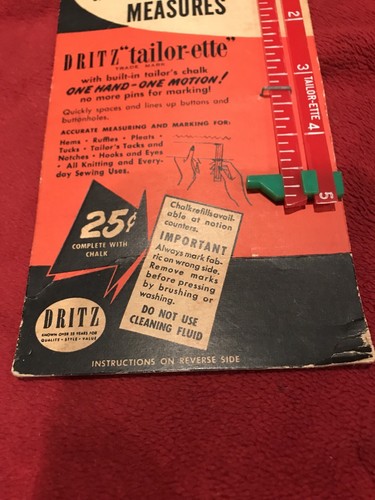 MEASURES
DRITZ "tailor-ette"
TRADE MARK
with built-in tailor's chalk
ONE HAND - ONE MOTION!
no more pins for marking!
Quickly spaces and lines up buttons and
buttonholes.
ACCURATE MEASURING AND MARKING FOR:
Hems • Ruffles • Pleats •
Tucks • Tailor's Tacks and
Notches • Hooks and Eyes
• All Knitting and Every-
day Sewing Uses.
25¢
COMPLETE WITH
CHALK
Chalk refills avail-
able at notion
counters.
IMPORTANT
Always mark fab-
ric on wrong side.
Remove marks
before pressing
by brushing or
washing.
DO NOT USE
CLEANING FLUID
DRITZ
KNOWN OVER 25 YEARS FOR
QUALITY • STYLE • VALUE
INSTRUCTIONS ON REVERSE SIDE
2
3
TAILOR-ETTE
4
5